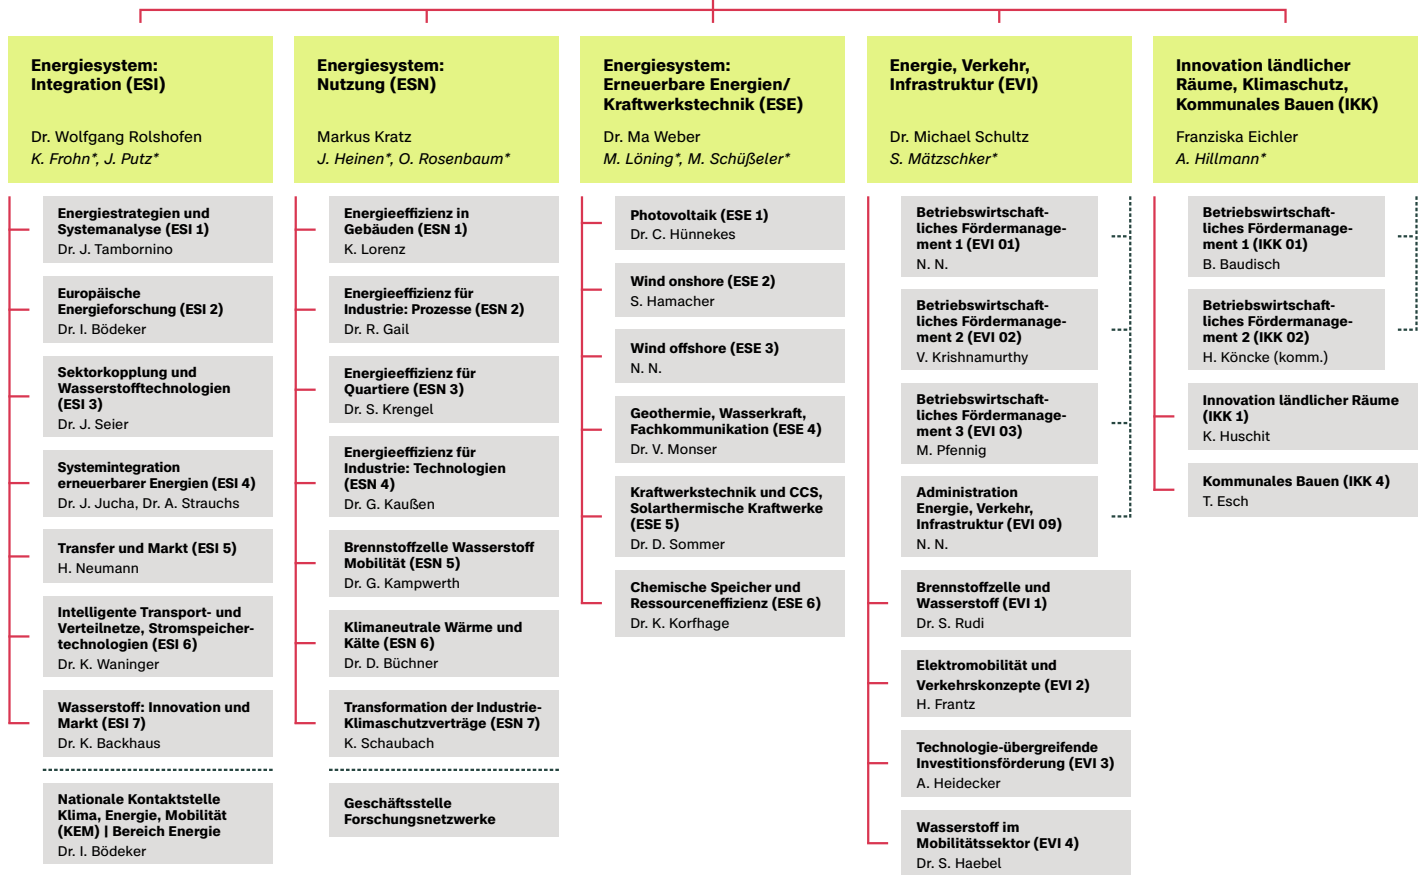 Energiesystem:
Integration (ESI)
Dr. Wolfgang Rolshofen
K. Frohn*, J. Putz*
Energiestrategien und
Systemanalyse (ESI 1)
Dr. J. Tambornino
Europäische
Energieforschung (ESI 2)
Dr. I. Bödeker
Sektorkopplung und
Wasserstofftechnologien
(ESI 3)
Dr. J. Seier
Systemintegration
erneuerbarer Energien (ESI 4)
Dr. J. Jucha, Dr. A. Strauchs
Transfer und Markt (ESI 5)
H. Neumann
Intelligente Transport- und
Verteilnetze, Stromspeicher-
technologien (ESI 6)
Dr. K. Waninger
Wasserstoff: Innovation und
Markt (ESI 7)
Dr. K. Backhaus
Nationale Kontaktstelle
Klima, Energie, Mobilität
(KEM) | Bereich Energie
Dr. I. Bödeker
Energiesystem:
Nutzung (ESN)
Markus Kratz
J. Heinen*, O. Rosenbaum*
Energieeffizienz in
Gebäuden (ESN 1)
K. Lorenz
Energieeffizienz für
Industrie: Prozesse (ESN 2)
Dr. R. Gail
Energieeffizienz für
Quartiere (ESN 3)
Dr. S. Krengel
Energieeffizienz für
Industrie: Technologien
(ESN 4)
Dr. G. Kaußen
Brennstoffzelle Wasserstoff
Mobilität (ESN 5)
Dr. G. Kampwerth
Klimaneutrale Wärme und
Kälte (ESN 6)
Dr. D. Büchner
Transformation der Industrie-
Klimaschutzverträge (ESN 7)
K. Schaubach
Geschäftsstelle
Forschungsnetzwerke
Energiesystem:
Erneuerbare Energien/
Kraftwerkstechnik (ESE)
Dr. Ma Weber
M. Löning*, M. Schüßeler*
Photovoltaik (ESE 1)
Dr. C. Hünnekes
Wind onshore (ESE 2)
S. Hamacher
Wind offshore (ESE 3)
N. N.
Geothermie, Wasserkraft,
Fachkommunikation (ESE 4)
Dr. V. Monser
Kraftwerkstechnik und CCS,
Solarthermische Kraftwerke
(ESE 5)
Dr. D. Sommer
Chemische Speicher und
Ressourceneffizienz (ESE 6)
Dr. K. Korfhage
Energie, Verkehr,
Infrastruktur (EVI)
Dr. Michael Schultz
S. Mätzschker*
Betriebswirtschaft-
liches Fördermanage-
ment 1 (EVI 01)
N. N.
Betriebswirtschaft-
liches Fördermanage-
ment 2 (EVI 02)
V. Krishnamurthy
Betriebswirtschaft-
liches Fördermanage-
ment 3 (EVI 03)
M. Pfennig
Administration
Energie, Verkehr,
Infrastruktur (EVI 09)
N. N.
Brennstoffzelle und
Wasserstoff (EVI 1)
Dr. S. Rudi
Elektromobilität und
Verkehrskonzepte (EVI 2)
H. Frantz
Technologie-übergreifende
Investitionsförderung (EVI 3)
A. Heidecker
Wasserstoff im
Mobilitätssektor (EVI 4)
Dr. S. Haebel
Innovation ländlicher
Räume, Klimaschutz,
Kommunales Bauen (IKK)
Franziska Eichler
A. Hillmann*
Betriebswirtschaft-
liches Fördermanage-
ment 1 (IKK 01)
B. Baudisch
Betriebswirtschaft-
liches Fördermanage-
ment 2 (IKK 02)
H. Köncke (komm.)
Innovation ländlicher Räume
(IKK 1)
K. Huschit
Kommunales Bauen (IKK 4)
T. Esch